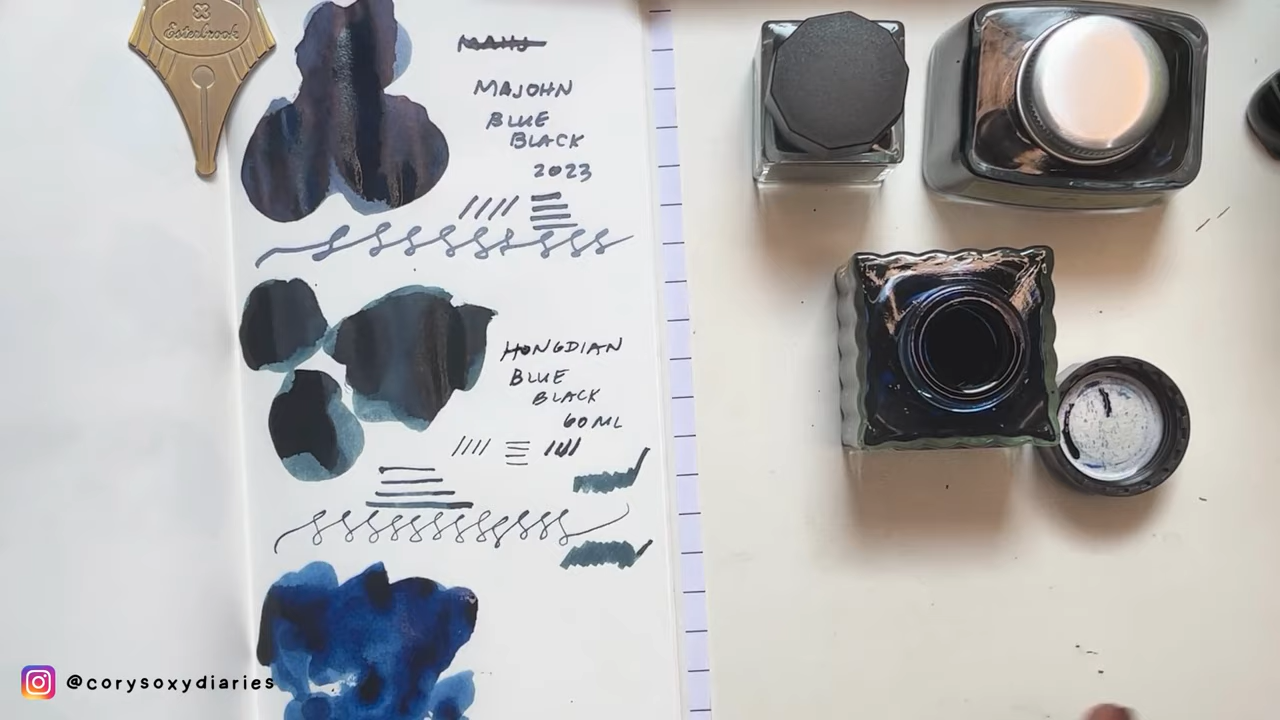 Esterbrook
MAJOHN
BLUE
BLACK
2023
HONGDIAN
BLUE
BLACK
60ML
@corysoxydiaries